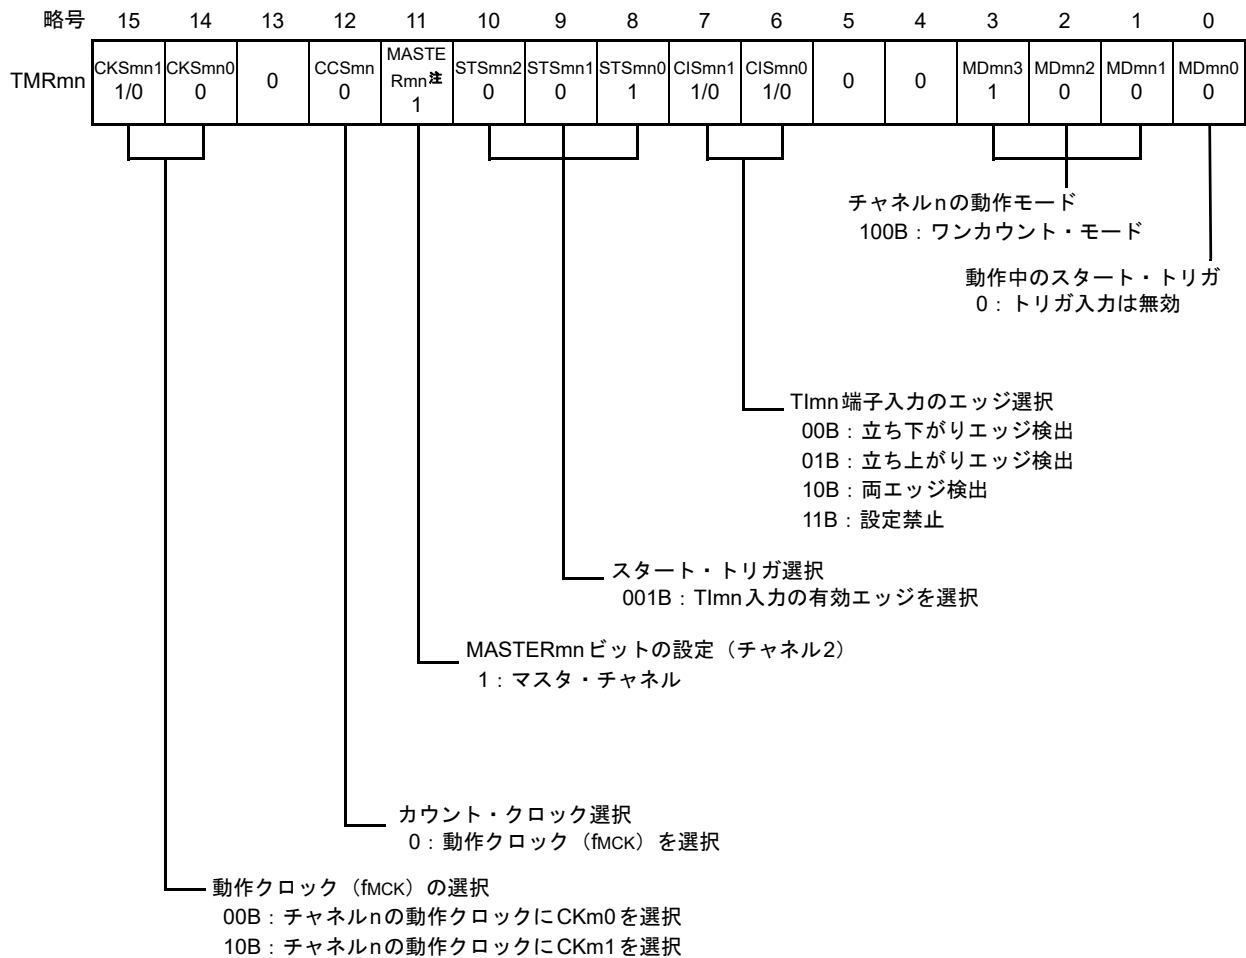 略号 15 14 13 12 11 10 9 8 7 6 5 4 3 2 1 0
TMRmn CKSmn1 CKSmn0 0 CCSmn MASTE STSmn2 STSmn1 STSmn0 CISmn1 CISmn0 0 0 MDmn3 MDmn2 MDmn1 MDmn0
Rmn注
1/0 0 0 1 0 0 1 1/0 1/0 1 0 0 0
チャネルnの動作モード
100B：ワンカウント・モード
動作中のスタート・トリガ
0：トリガ入力は無効
TImn端子入力のエッジ選択
00B：立ち下がりエッジ検出
01B：立ち上がりエッジ検出
10B：両エッジ検出
11B：設定禁止
スタート・トリガ選択
001B：TImn入力の有効エッジを選択
MASTERmnビットの設定（チャネル2）
1：マスタ・チャネル
カウント・クロック選択
0：動作クロック（fMCK）を選択
動作クロック（fMCK）の選択
00B：チャネルnの動作クロックにCKm0を選択
10B：チャネルnの動作クロックにCKm1を選択